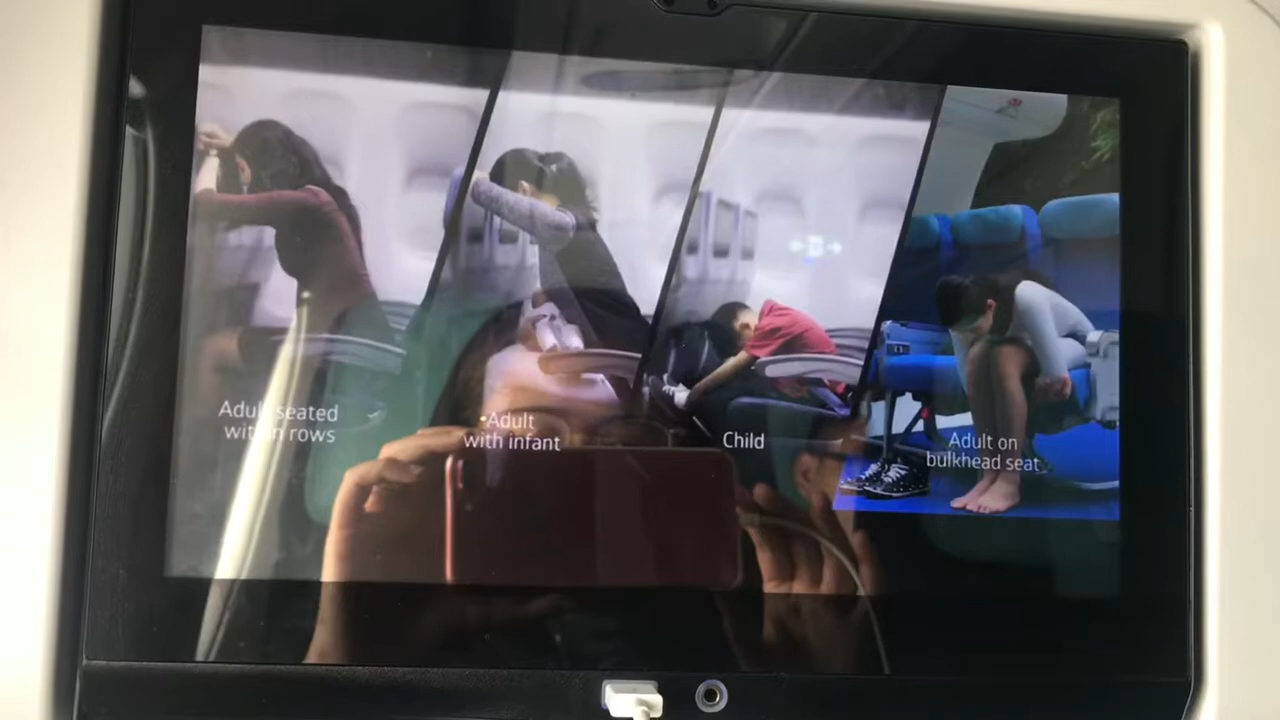 Adult seated
within rows
Adult
with infant
Child
Adult on
bulkhead seat